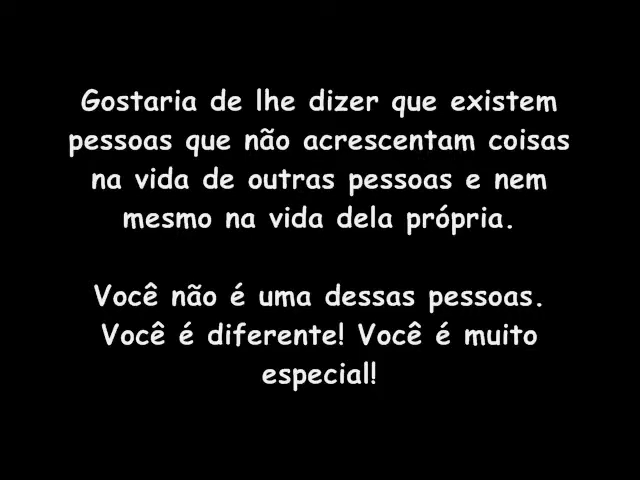 Gostaria de lhe dizer que existem
pessoas que não acrescentam coisas
na vida de outras pessoas e nem
mesmo na vida dela própria.
Você não é uma dessas pessoas.
Você é diferente! Você é muito
especial!